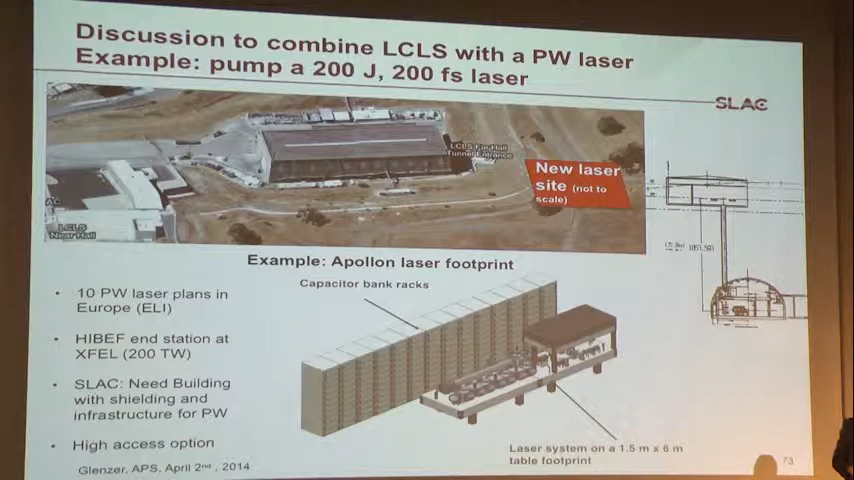 Discussion to combine LCLS with a PW laser
Example: pump a 200 J, 200 fs laser
SLAC
LCLS Far Hall
Tunnel Entrance
New laser
site (not to
scale)
LCLS
Near Hall
Example: Apollon laser footprint
Capacitor bank racks
• 10 PW laser plans in
Europe (ELI)
• HIBEF end station at
XFEL (200 TW)
• SLAC: Need Building
with shielding and
infrastructure for PW
• High access option
Glenzer, APS, April 2nd, 2014
Laser system on a 1.5 m x 6 m
table footprint
73